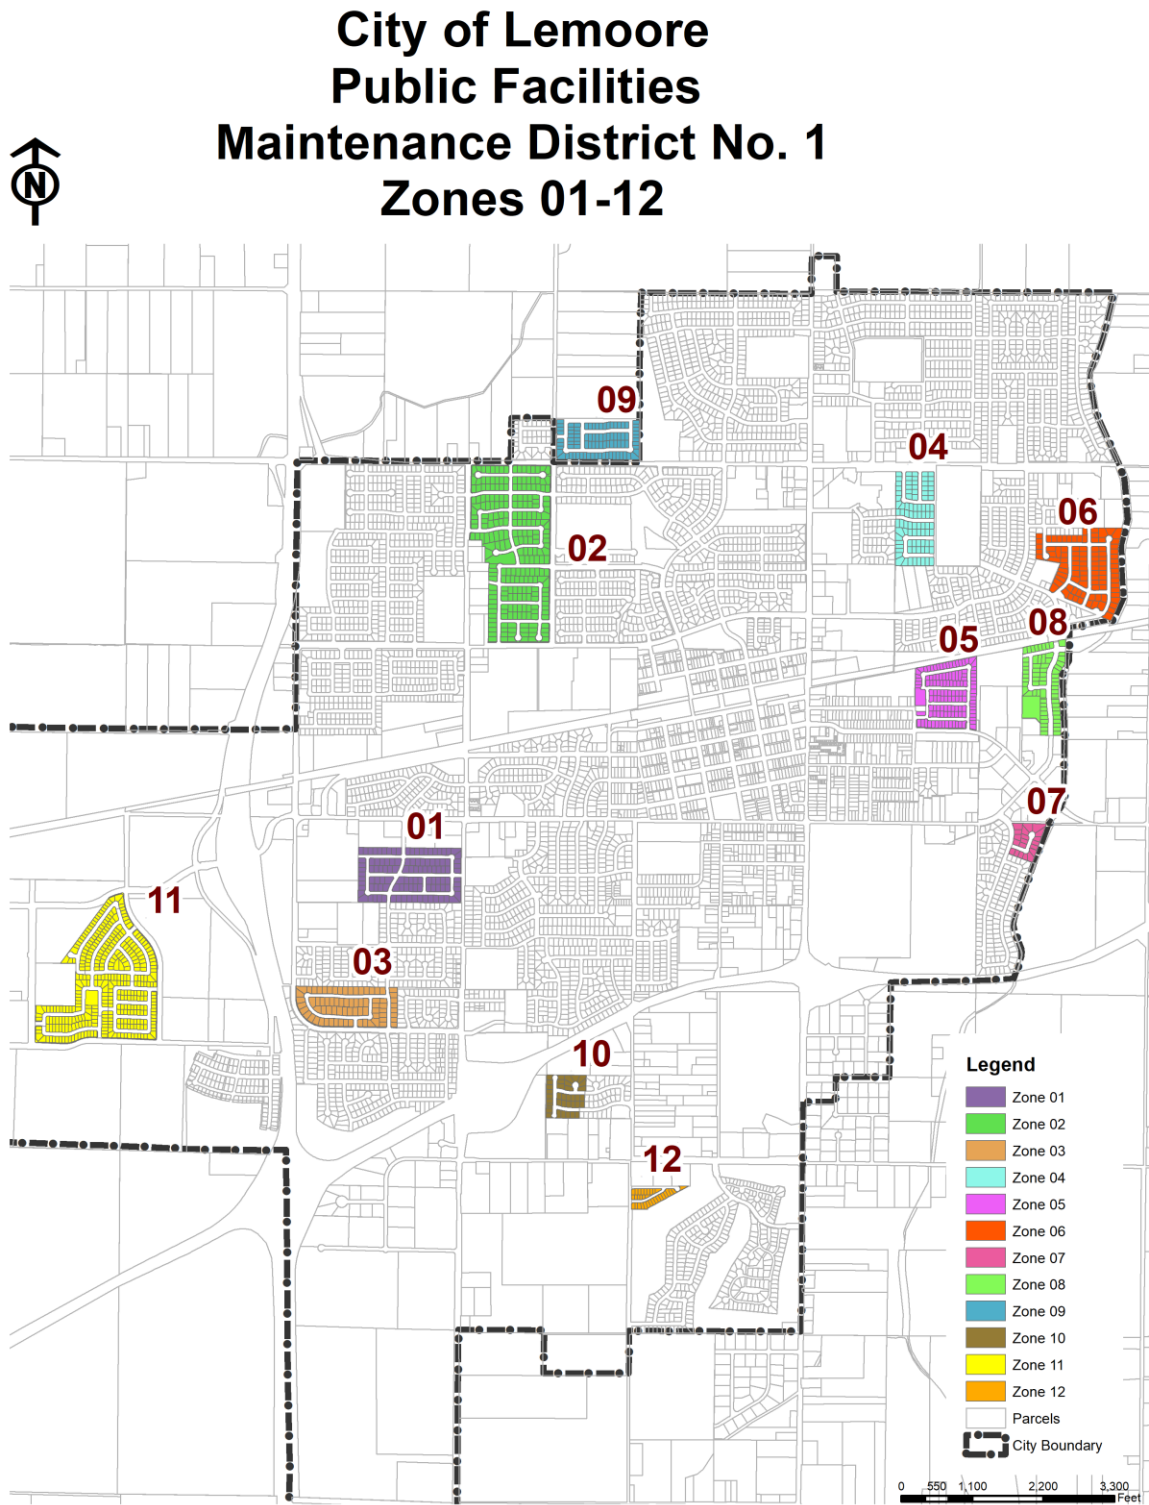 City of Lemoore
Public Facilities
Maintenance District No. 1
Zones 01-12
N
09
04
06
02
08
05
07
01
11
03
10
12
Legend
Zone 01
Zone 02
Zone 03
Zone 04
Zone 05
Zone 06
Zone 07
Zone 08
Zone 09
Zone 10
Zone 11
Zone 12
Parcels
City Boundary
0 550 1,100 2,200 3,300
Feet